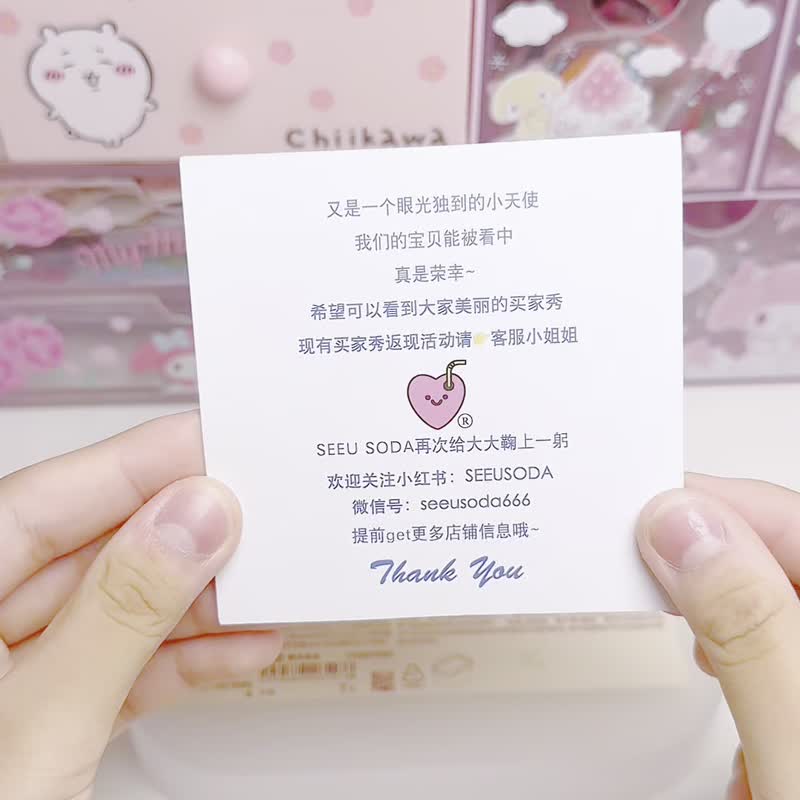 Chiikawa
又是一个眼光独到的小天使
我们的宝贝能被看中
真是荣幸~
希望可以看到大家美丽的买家秀
现有买家秀返现活动请👉客服小姐姐
®
SEEU SODA再次给大大鞠上一躬
欢迎关注小红书：SEEUSODA
微信号：seeusoda666
提前get更多店铺信息哦~
Thank You